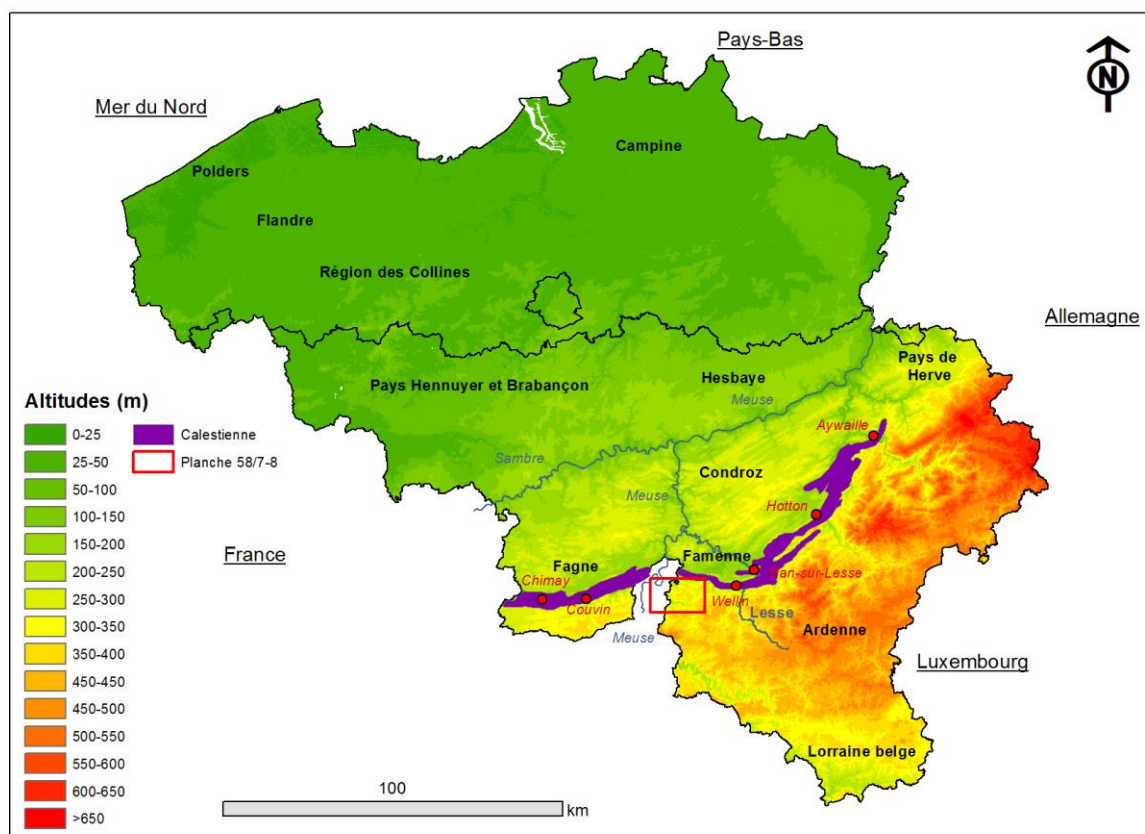 Pays-Bas
Mer du Nord
N
Campine
Polders
Flandre
Région des Collines
Allemagne
Pays de
Herve
Pays Hennuyer et Brabançon
Hesbaye
Meuse
Altitudes (m)
0-25
25-50
50-100
100-150
150-200
200-250
250-300
300-350
350-400
450-450
450-500
500-550
550-600
600-650
>650
Calestienne
Planche 58/7-8
Aywaille
Sambre
Condroz
Meuse
Hotton
France
Fagne
Famenne
Chimay
Couvin
Han-sur-Lesse
Wellin
Lesse
Ardenne
Meuse
Luxembourg
Lorraine belge
100
km